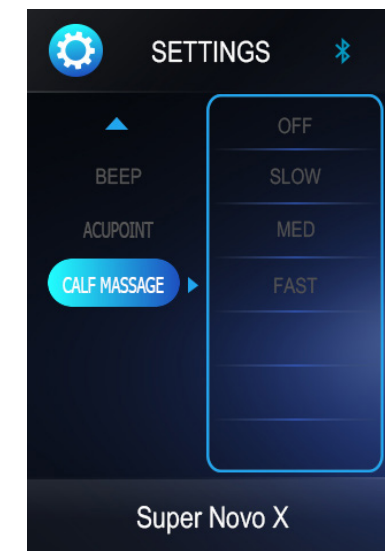 SETTINGS
BEEP
ACUPOINT
CALF MASSAGE
OFF
SLOW
MED
FAST
Super Novo X